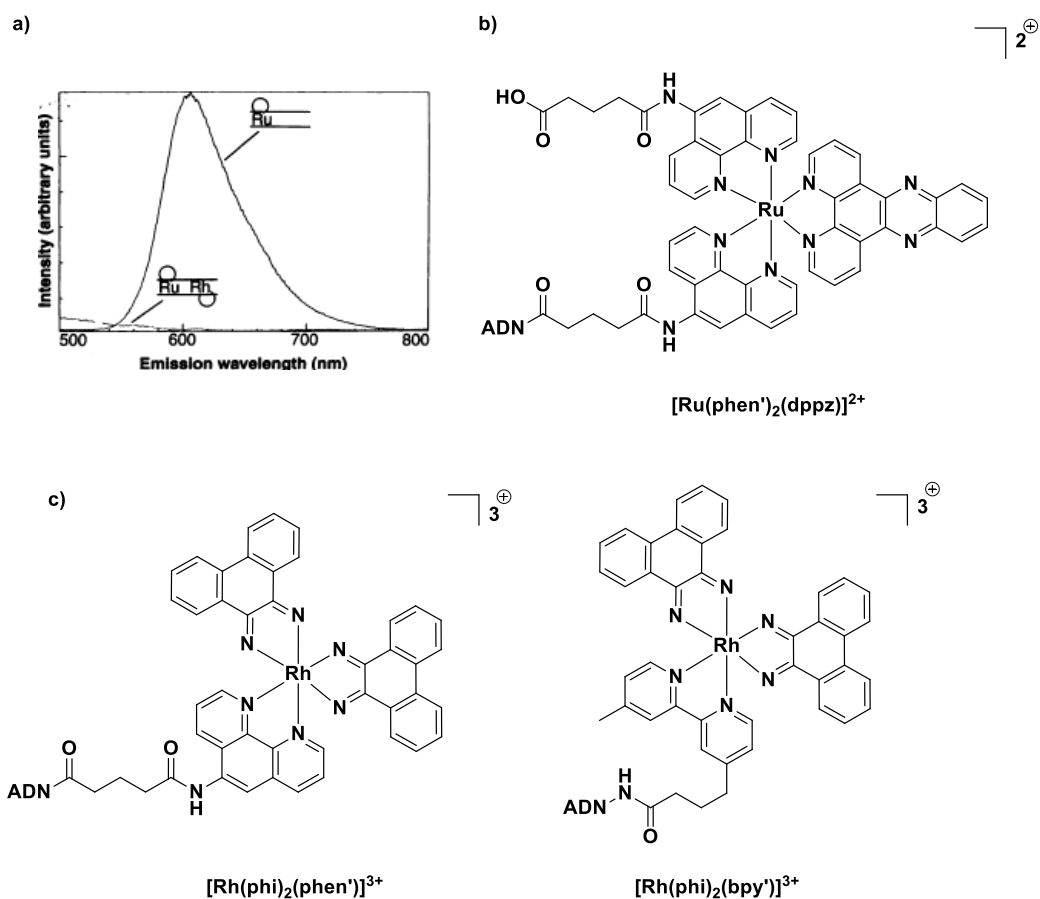 a)
Intensity (arbitrary units)
Ru
Ru Rh
500 600 700 800
Emission wavelength (nm)
b)
2⊕
HO
O
O
H
N
N
N
N
N
N
N
Ru
N
N
N
O
O
ADN
N
H
[Ru(phen')2(dppz)]2+
c)
3⊕
N
N
N
N
Rh
N
N
O
O
ADN
N
H
[Rh(phi)2(phen')]3+
3⊕
N
N
N
N
Rh
N
N
H
ADN N
O
[Rh(phi)2(bpy')]3+